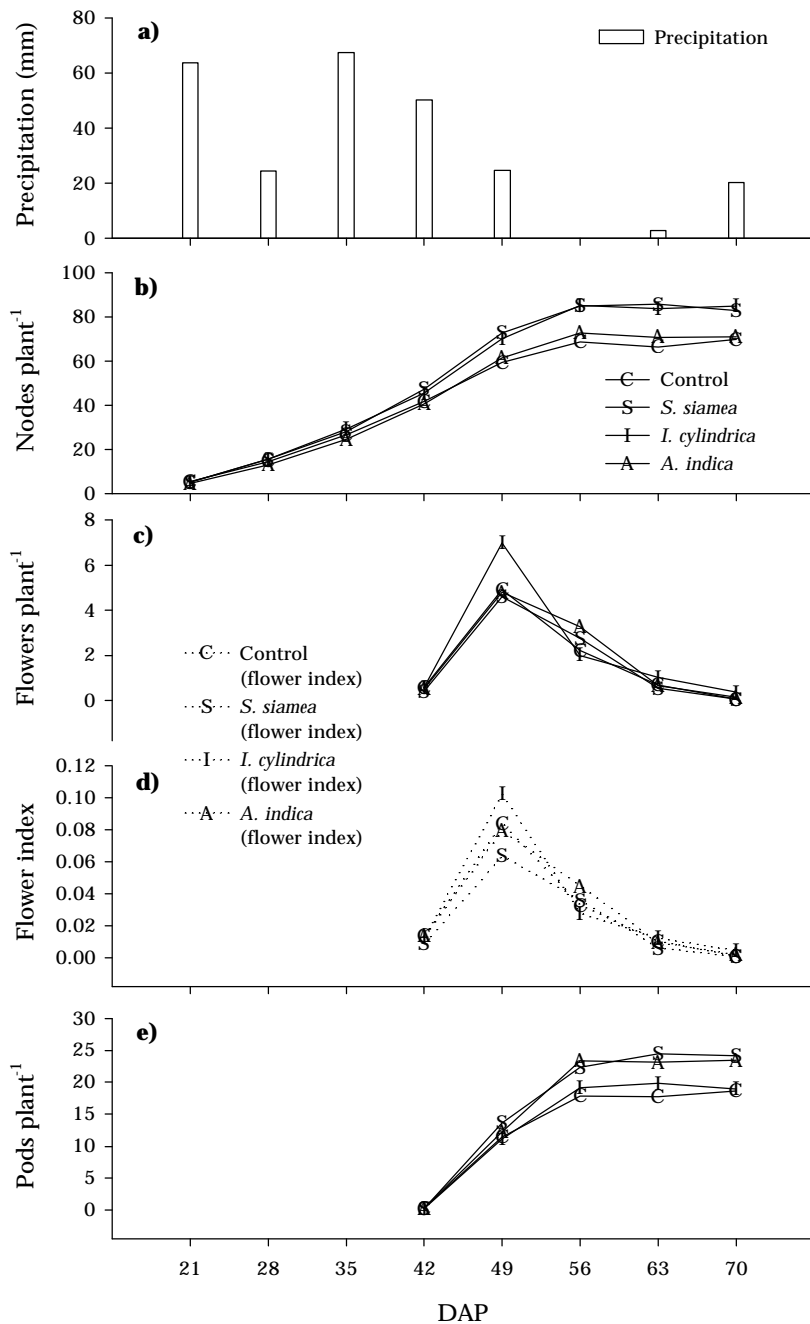 a)
Precipitation
Precipitation (mm)
80
60
40
20
0
b)
Nodes plant-1
100
80
60
40
20
0
C Control
S S. siamea
I I. cylindrica
A A. indica
c)
Flowers plant-1
8
6
4
2
0
C Control
(flower index)
S S. siamea
(flower index)
I I. cylindrica
(flower index)
A A. indica
(flower index)
d)
Flower index
0.12
0.10
0.08
0.06
0.04
0.02
0.00
e)
Pods plant-1
30
25
20
15
10
5
0
21 28 35 42 49 56 63 70
DAP